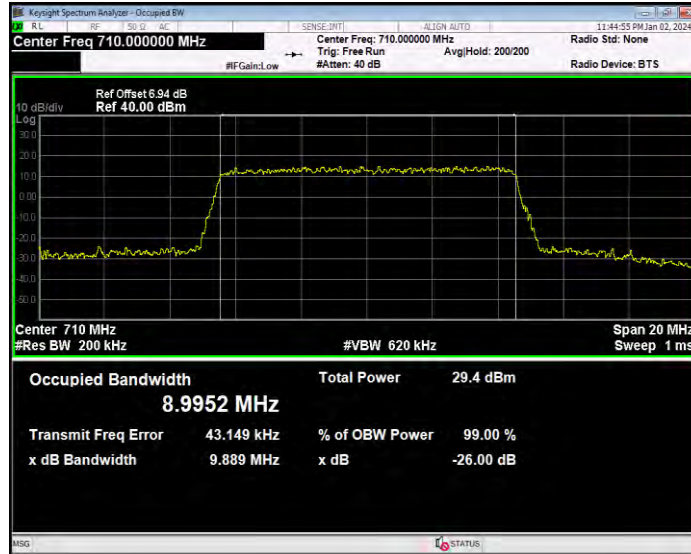 Keysight Spectrum Analyzer - Occupied BW
RL RF 50 Ω AC SENSE:INT ALIGN AUTO 11:44:55 PM Jan 02, 2024
Center Freq 710.000000 MHz Center Freq: 710.000000 MHz Radio Std: None
Trig: Free Run Avg|Hold: 200/200
#IFGain:Low #Atten: 40 dB Radio Device: BTS
Ref Offset 6.94 dB
10 dB/div Ref 40.00 dBm
Log
30.0
20.0
10.0
0.00
-10.0
-20.0
-30.0
-40.0
-50.0
Center 710 MHz Span 20 MHz
#Res BW 200 kHz #VBW 620 kHz Sweep 1 ms
Occupied Bandwidth Total Power 29.4 dBm
8.9952 MHz
Transmit Freq Error 43.149 kHz % of OBW Power 99.00 %
x dB Bandwidth 9.889 MHz x dB -26.00 dB
MSG STATUS